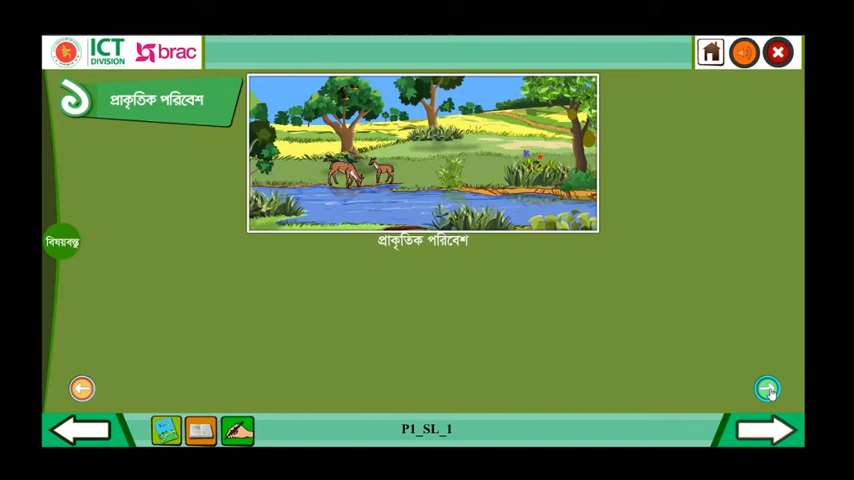 ICT
DIVISION
brac
১
প্রাকৃতিক পরিবেশ
প্রাকৃতিক পরিবেশ
বিষয়বস্তু
P1_SL_1